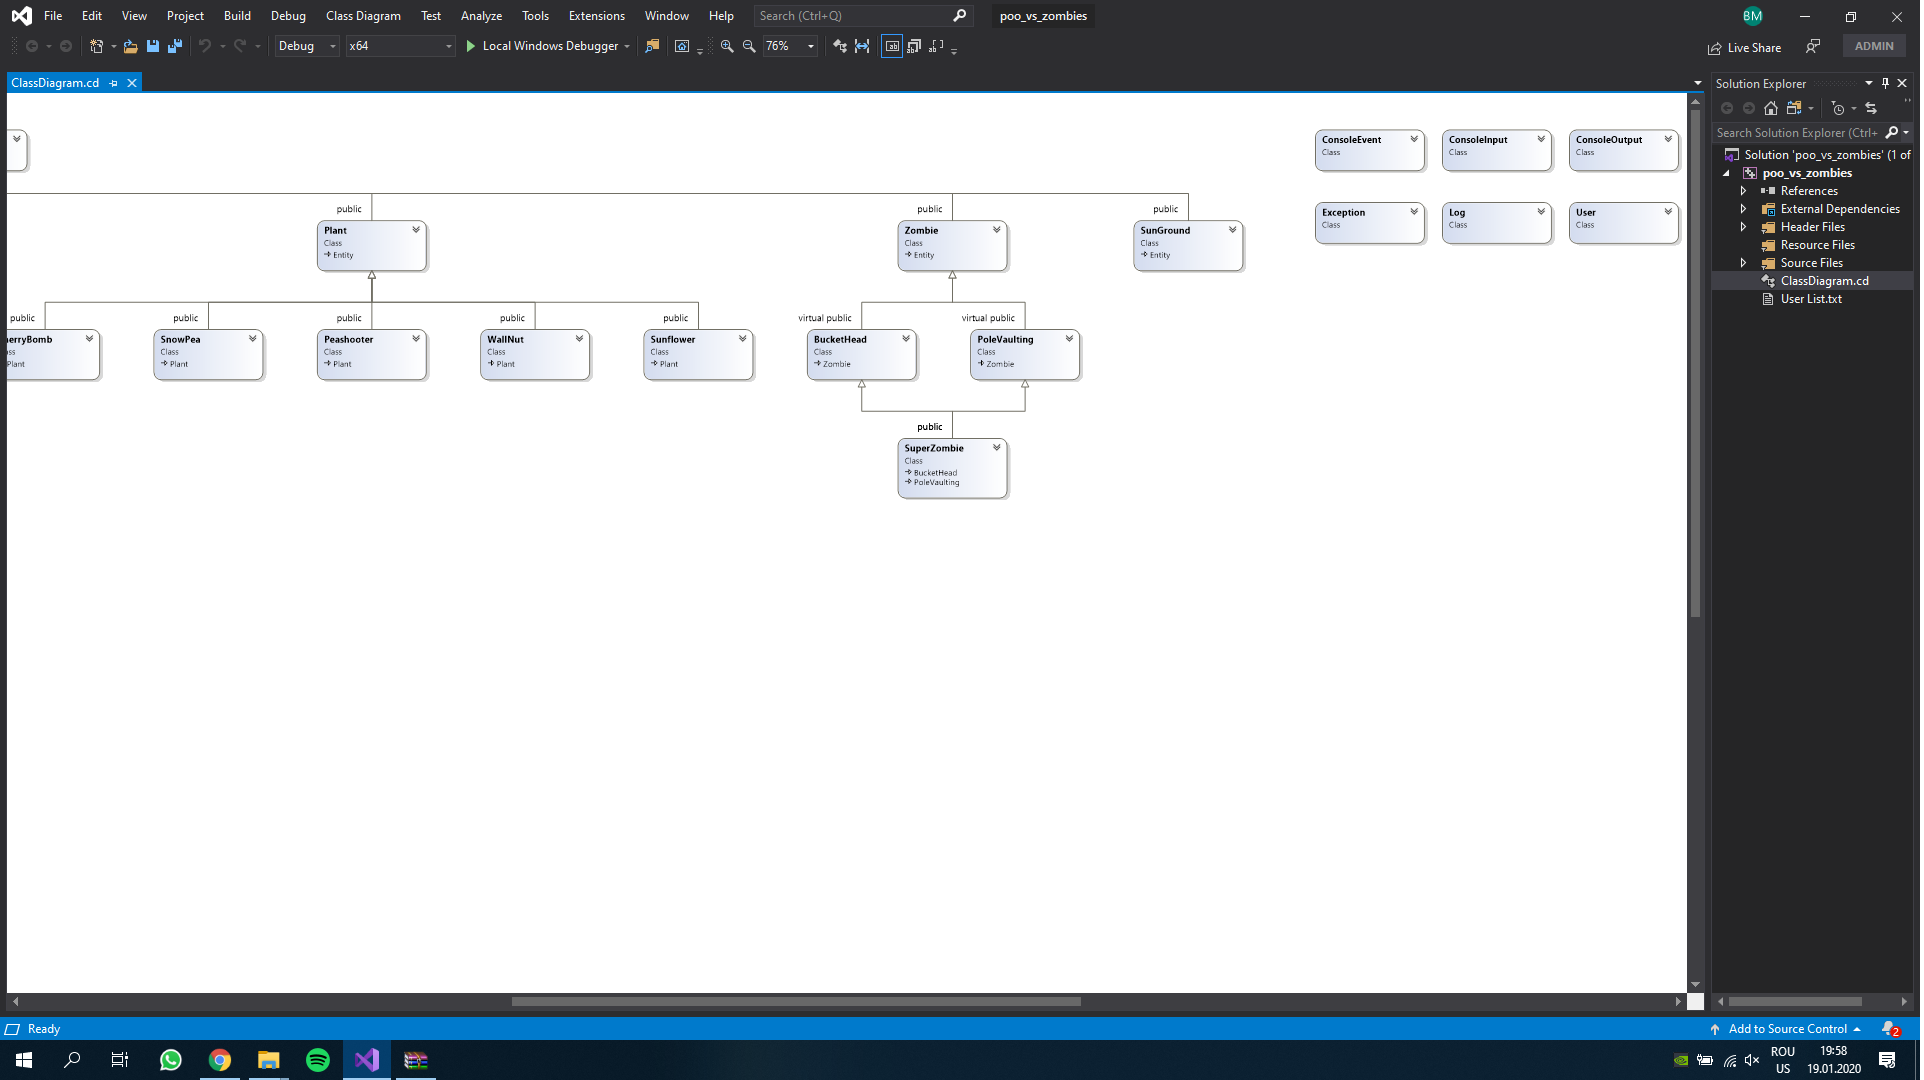 File Edit View Project Build Debug Class Diagram Test Analyze Tools Extensions Window Help Search (Ctrl+Q) poo_vs_zombies BM
Debug x64 Local Windows Debugger 76% Live Share ADMIN
ClassDiagram.cd
Solution Explorer
Search Solution Explorer (Ctrl+
Solution 'poo_vs_zombies' (1 of
poo_vs_zombies
References
External Dependencies
Header Files
Resource Files
Source Files
ClassDiagram.cd
User List.txt
ConsoleEvent
Class
ConsoleInput
Class
ConsoleOutput
Class
Exception
Class
Log
Class
User
Class
public
Plant
Class
Entity
public
Zombie
Class
Entity
public
SunGround
Class
Entity
public
herryBomb
ass
Plant
public
SnowPea
Class
Plant
public
Peashooter
Class
Plant
public
WallNut
Class
Plant
public
Sunflower
Class
Plant
virtual public
BucketHead
Class
Zombie
virtual public
PoleVaulting
Class
Zombie
public
SuperZombie
Class
BucketHead
PoleVaulting
Ready
Add to Source Control 2
ROU
US
19:58
19.01.2020